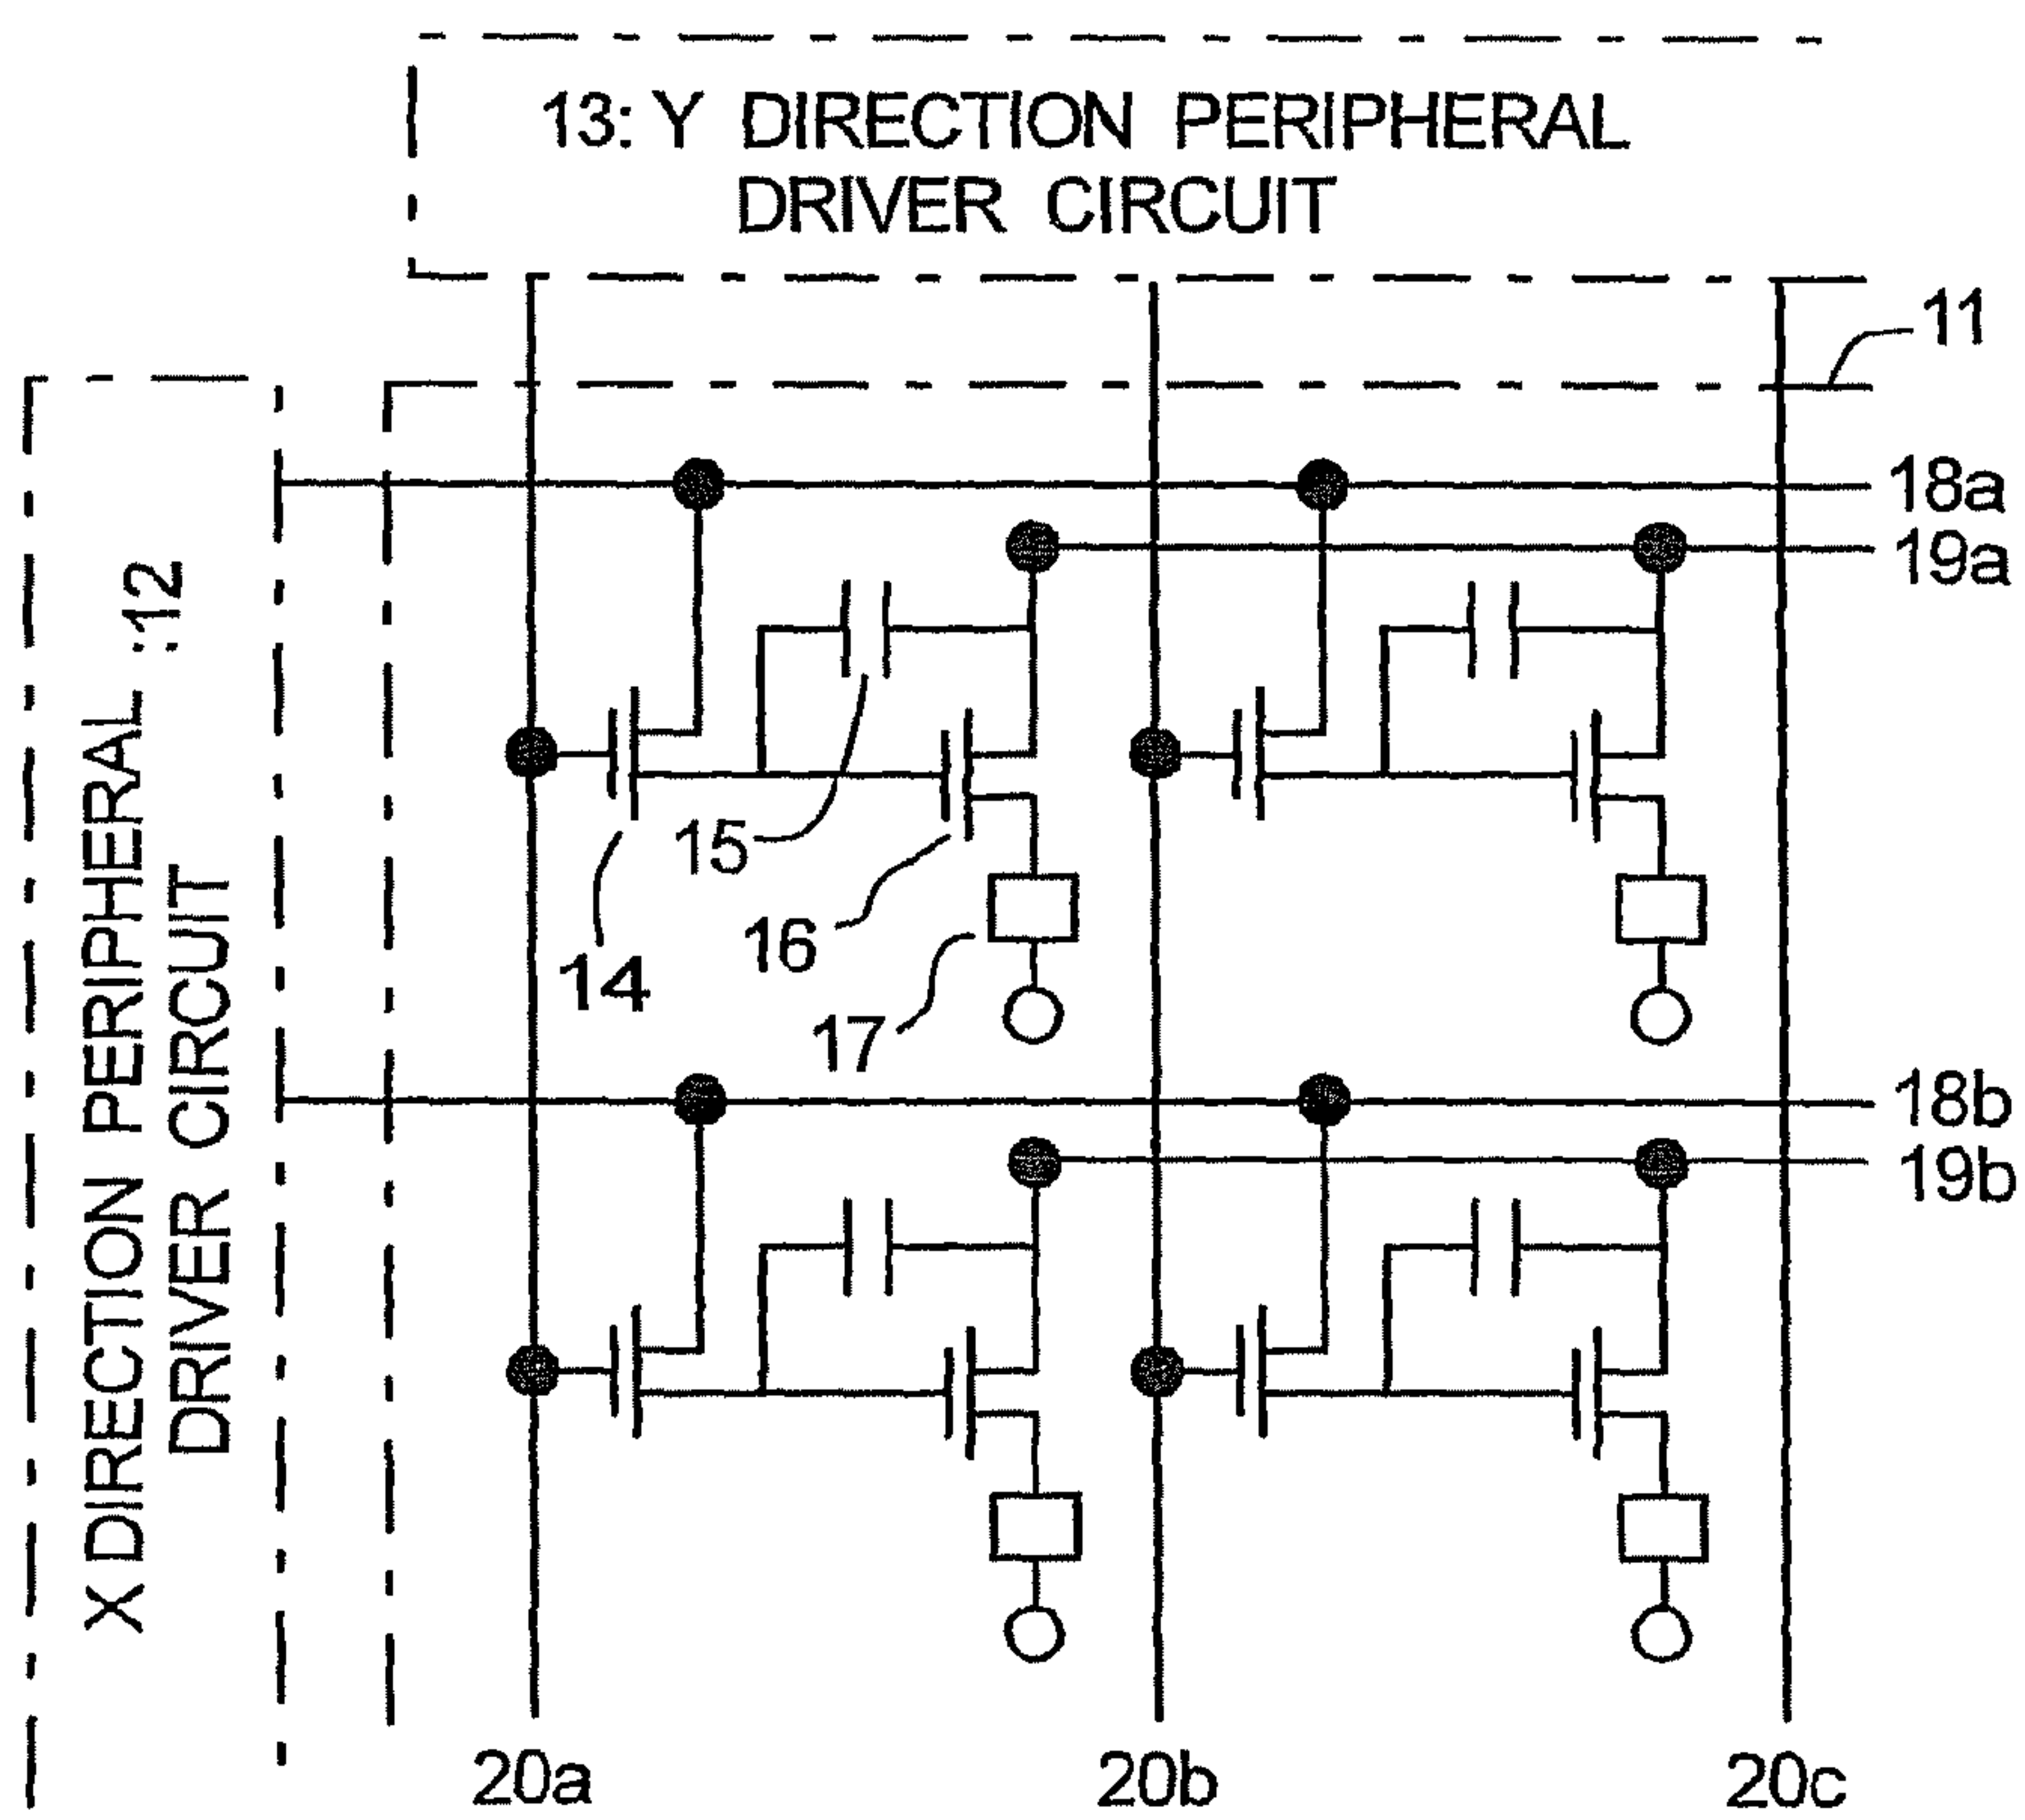 13: Y DIRECTION PERIPHERAL
DRIVER CIRCUIT
11
X DIRECTION PERIPHERAL :12
DRIVER CIRCUIT
18a
19a
15
14
16
17
18b
19b
20a
20b
20c